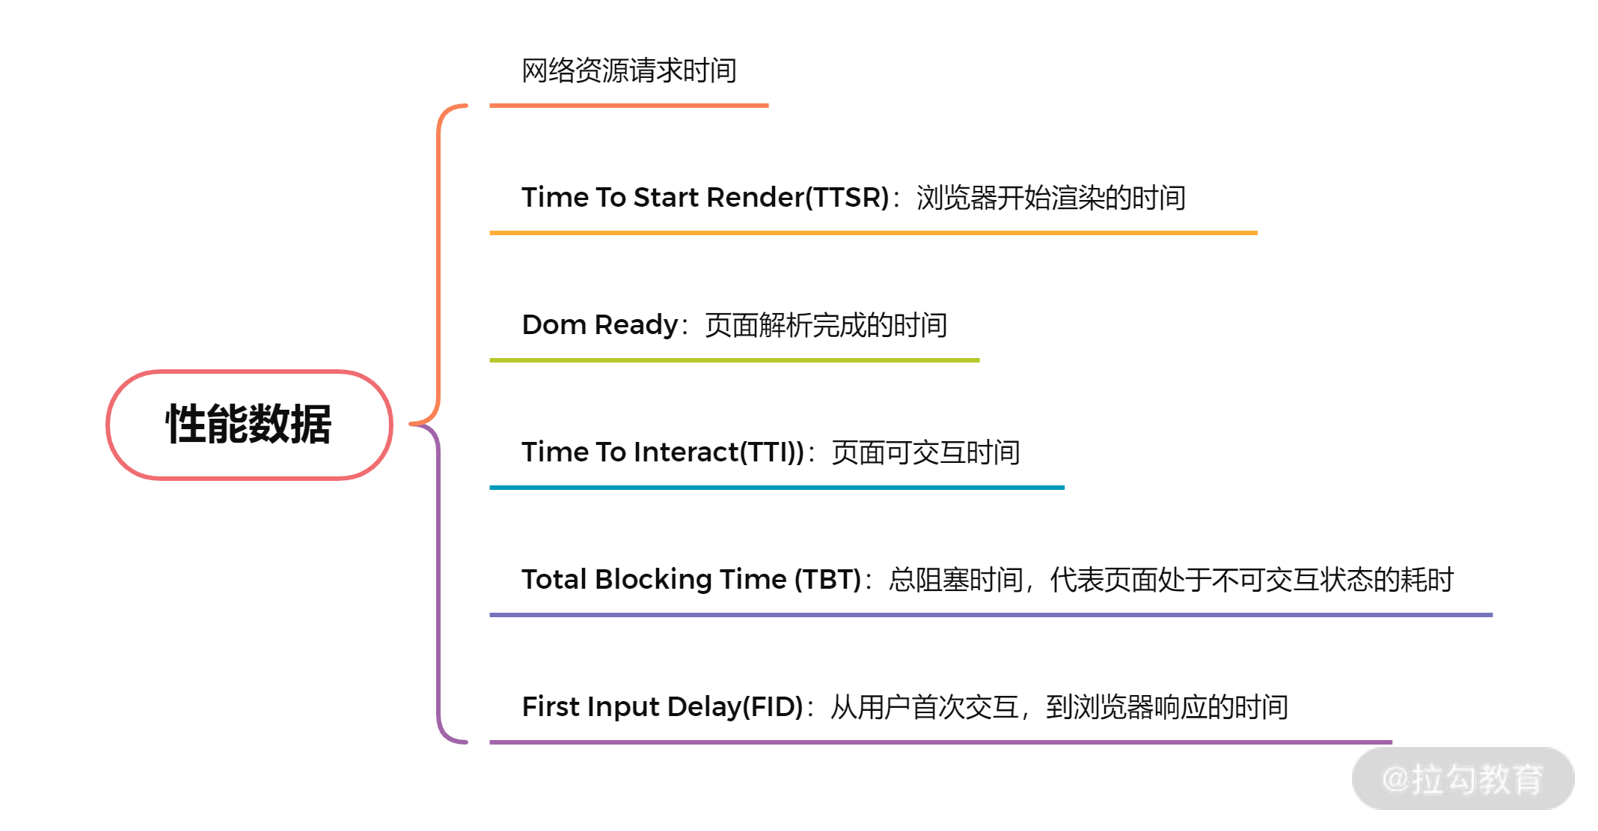 网络资源请求时间
Time To Start Render(TTSR)：浏览器开始渲染的时间
Dom Ready：页面解析完成的时间
性能数据
Time To Interact(TTI))：页面可交互时间
Total Blocking Time (TBT)：总阻塞时间，代表页面处于不可交互状态的耗时
First Input Delay(FID)：从用户首次交互，到浏览器响应的时间
@拉勾教育